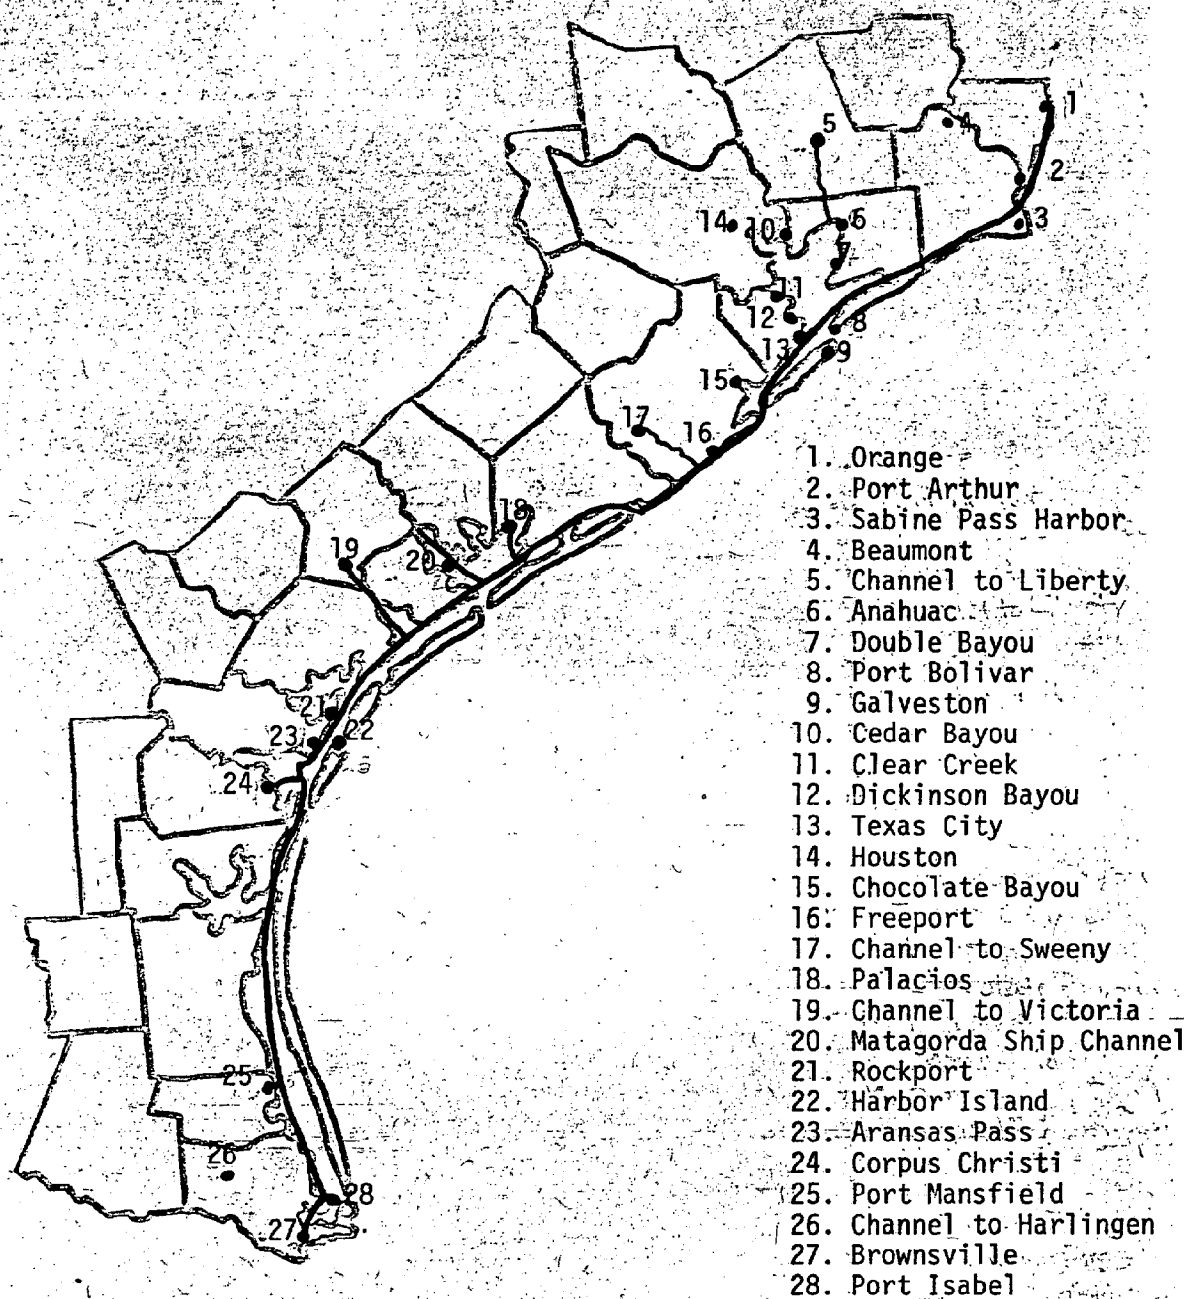 1
5
4
2
14
10
6
3
7
11
12
8
13
9
15
17
16
18
19
20
21
23
22
24
25
26
28
27
1. Orange
2. Port Arthur
3. Sabine Pass Harbor
4. Beaumont
5. Channel to Liberty
6. Anahuac
7. Double Bayou
8. Port Bolivar
9. Galveston
10. Cedar Bayou
11. Clear Creek
12. Dickinson Bayou
13. Texas City
14. Houston
15. Chocolate Bayou
16. Freeport
17. Channel to Sweeny
18. Palacios
19. Channel to Victoria
20. Matagorda Ship Channel
21. Rockport
22. Harbor Island
23. Aransas Pass
24. Corpus Christi
25. Port Mansfield
26. Channel to Harlingen
27. Brownsville
28. Port Isabel